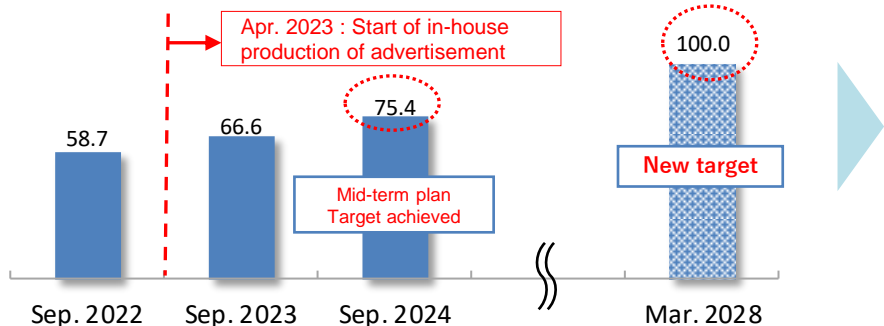 Apr. 2023 : Start of in-house
production of advertisement
58.7
66.6
75.4
100.0
Mid-term plan
Target achieved
New target
Sep. 2022
Sep. 2023
Sep. 2024
Mar. 2028